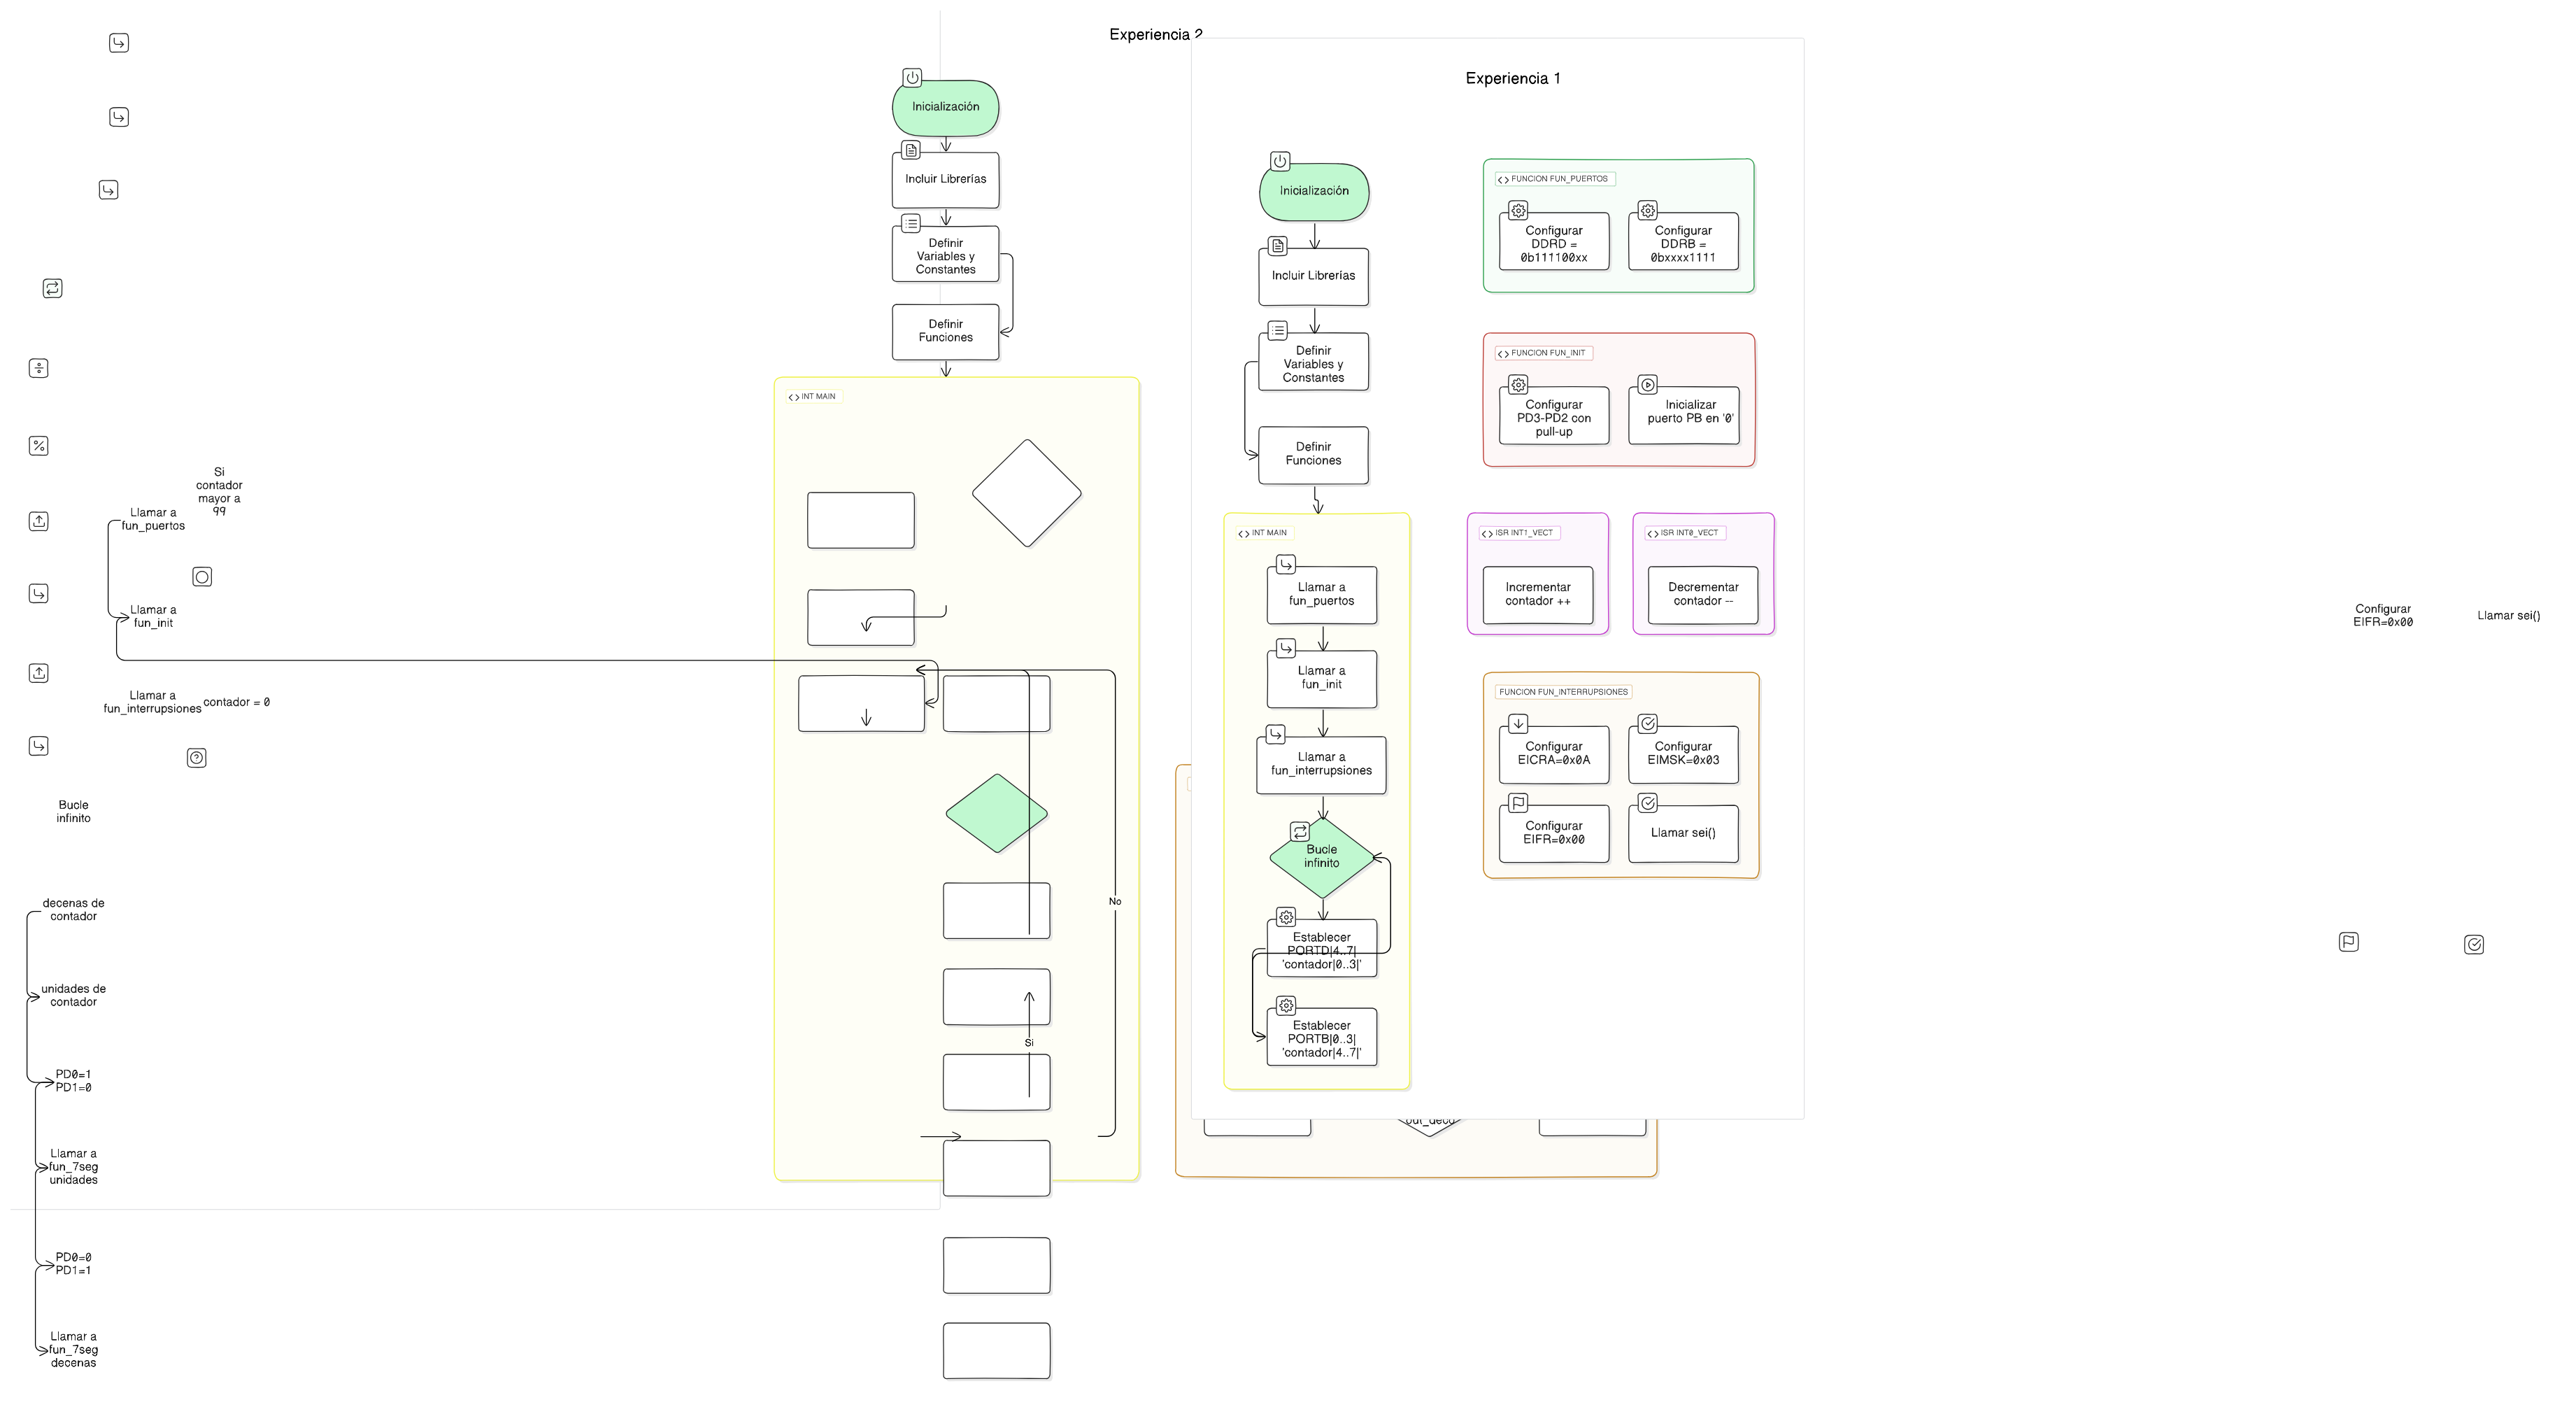 Experiencia 2
Inicialización
Incluir Librerías
Definir
Variables y
Constantes
Definir
Funciones
INT MAIN
Si
contador
mayor a
99
Llamar a
fun_puertos
Llamar a
fun_init
Llamar a
fun_interrupsiones
contador = 0
Bucle
infinito
decenas de
contador
unidades de
contador
PD0=1
PD1=0
Llamar a
fun_7seg
unidades
PD0=0
PD1=1
Llamar a
fun_7seg
decenas
No
Si
Experiencia 1
Inicialización
Incluir Librerías
Definir
Variables y
Constantes
Definir
Funciones
INT MAIN
Llamar a
fun_puertos
Llamar a
fun_init
Llamar a
fun_interrupsiones
Bucle
infinito
Establecer
PORTD|4..7|
'contador|0..3|'
Establecer
PORTB|0..3|
'contador|4..7|'
FUNCION FUN_PUERTOS
Configurar
DDRD =
0b111100xx
Configurar
DDRB =
0bxxxx1111
FUNCION FUN_INIT
Configurar
PD3-PD2 con
pull-up
Inicializar
puerto PB en '0'
ISR INT1_VECT
Incrementar
contador ++
ISR INT0_VECT
Decrementar
contador --
FUNCION FUN_INTERRUPSIONES
Configurar
EICRA=0x0A
Configurar
EIMSK=0x03
Configurar
EIFR=0x00
Llamar sei()
out_deco
Configurar
EIFR=0x00
Llamar sei()